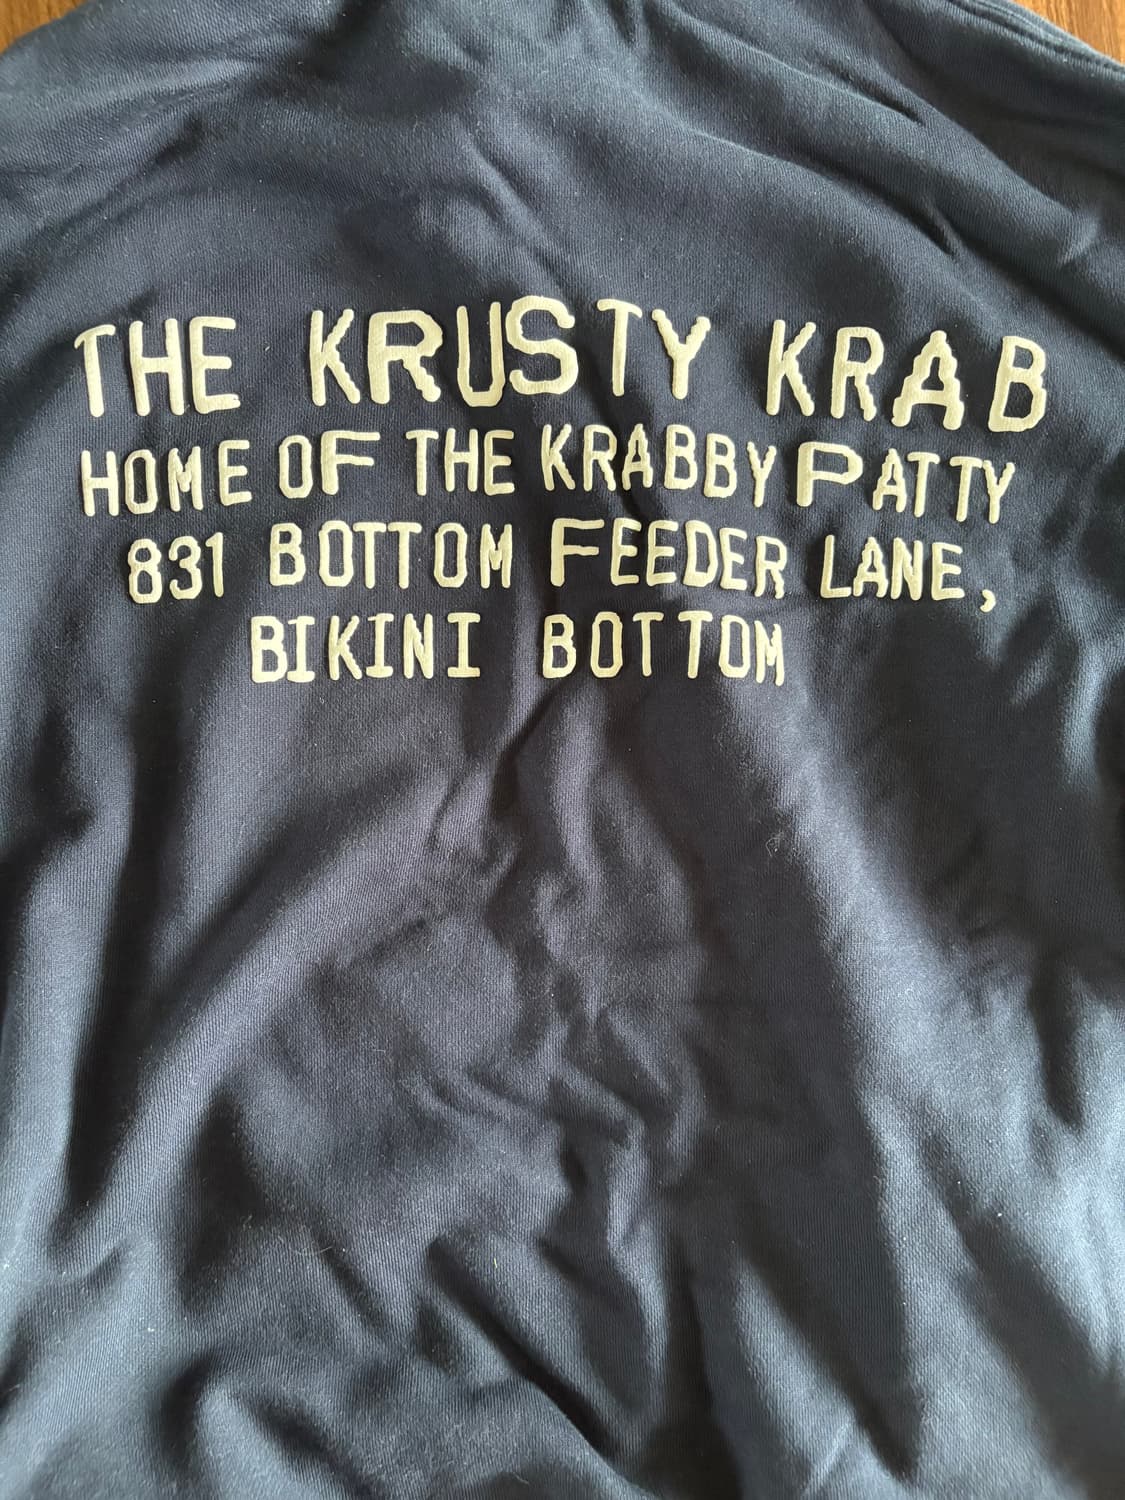 THE KRUSTY KRAB
HOME OF THE KRABBY PATTY
831 BOTTOM FEEDER LANE,
BIKINI BOTTOM